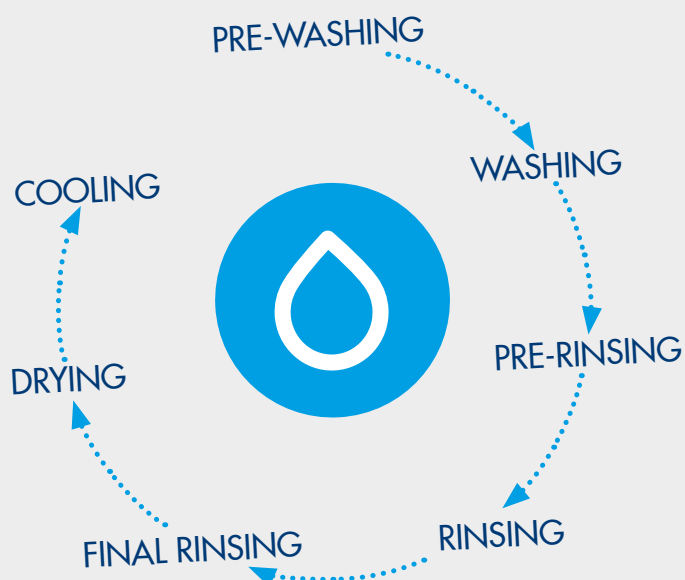 PRE-WASHING
WASHING
PRE-RINSING
RINSING
FINAL RINSING
DRYING
COOLING